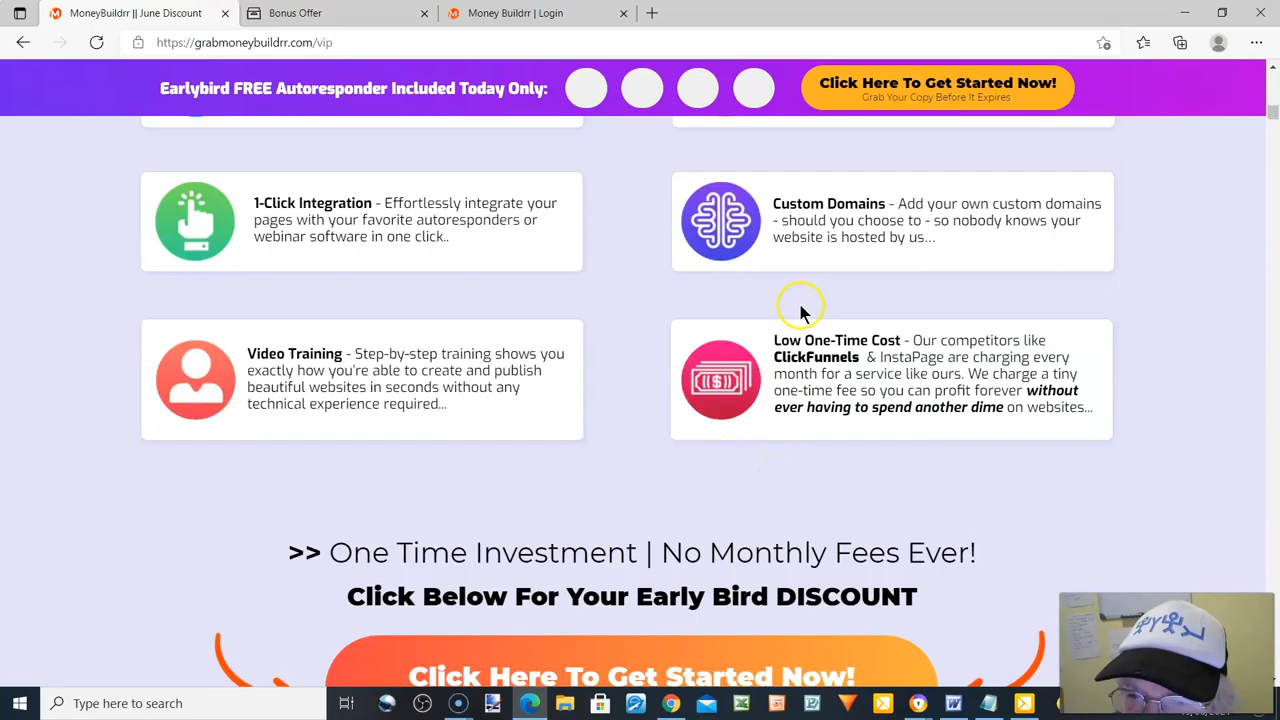 MoneyBuildrr || June Discount
Bonus Offer
Money Buildrr | Login
https://grabmoneybuildrr.com/vip
Earlybird FREE Autoresponder Included Today Only:
Click Here To Get Started Now!
Grab Your Copy Before It Expires
1-Click Integration - Effortlessly integrate your
pages with your favorite autoresponders or
webinar software in one click..
Custom Domains - Add your own custom domains
- should you choose to - so nobody knows your
website is hosted by us...
Video Training - Step-by-step training shows you
exactly how you're able to create and publish
beautiful websites in seconds without any
technical experience required...
Low One-Time Cost - Our competitors like
ClickFunnels & InstaPage are charging every
month for a service like ours. We charge a tiny
one-time fee so you can profit forever without
ever having to spend another dime on websites...
>> One Time Investment | No Monthly Fees Ever!
Click Below For Your Early Bird DISCOUNT
Click Here To Get Started Now!
Type here to search